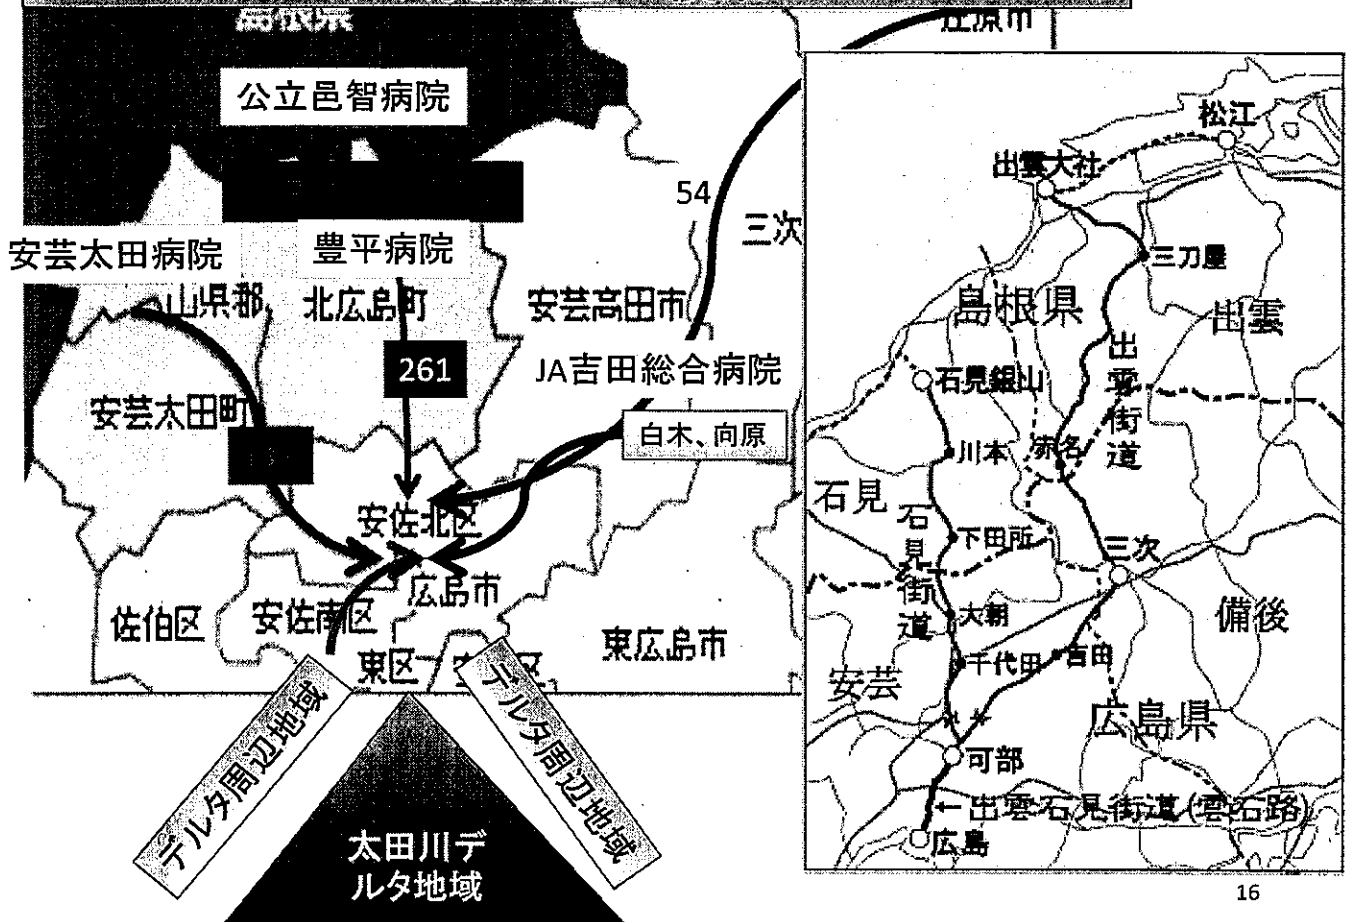 島根県
庄原市
公立邑智病院
54
三次
安芸太田病院
豊平病院
山県郡
北広島町
安芸高田市
261
JA吉田総合病院
安芸太田町
白木、向原
安佐北区
広島市
佐伯区
安佐南区
東区
東広島市
デルタ周辺地域
デルタ周辺地域
太田川デ
ルタ地域
松江
出雲大社
三刀屋
島根県
出雲
出雲街道
石見銀山
川本
赤名
石見
石見街道
下田所
三次
大朝
備後
千代田
吉田
安芸
広島県
可部
←出雲石見街道(雲石路)
広島
16